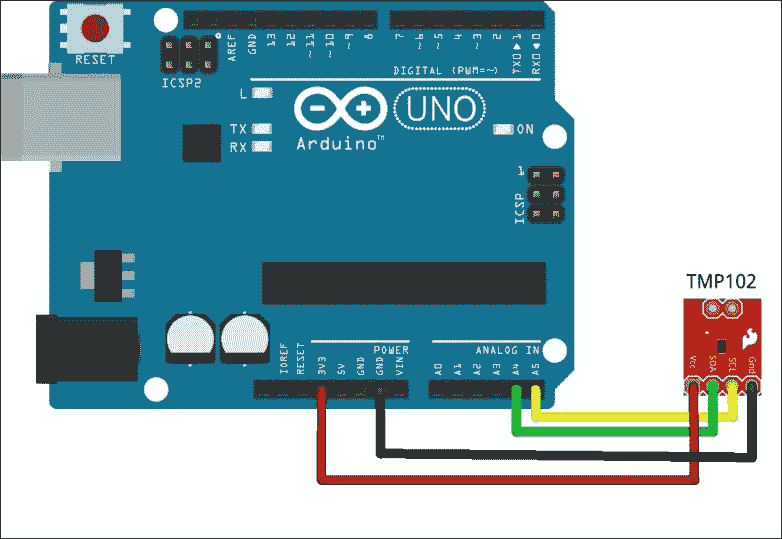 RESET
ICSP2
AREF
GND
13
12
~11
~10
~9
8
7
~6
~5
4
~3
2
TX0▶1
RX0◀0
DIGITAL (PWM=~)
L
TX
RX
UNO
Arduino™
ON
1
ICSP
TMP102
Vcc
SDA
SCL
Gnd
POWER
ANALOG IN
IOREF
RESET
3V3
5V
GND
GND
VIN
A0
A1
A2
A3
A4
A5